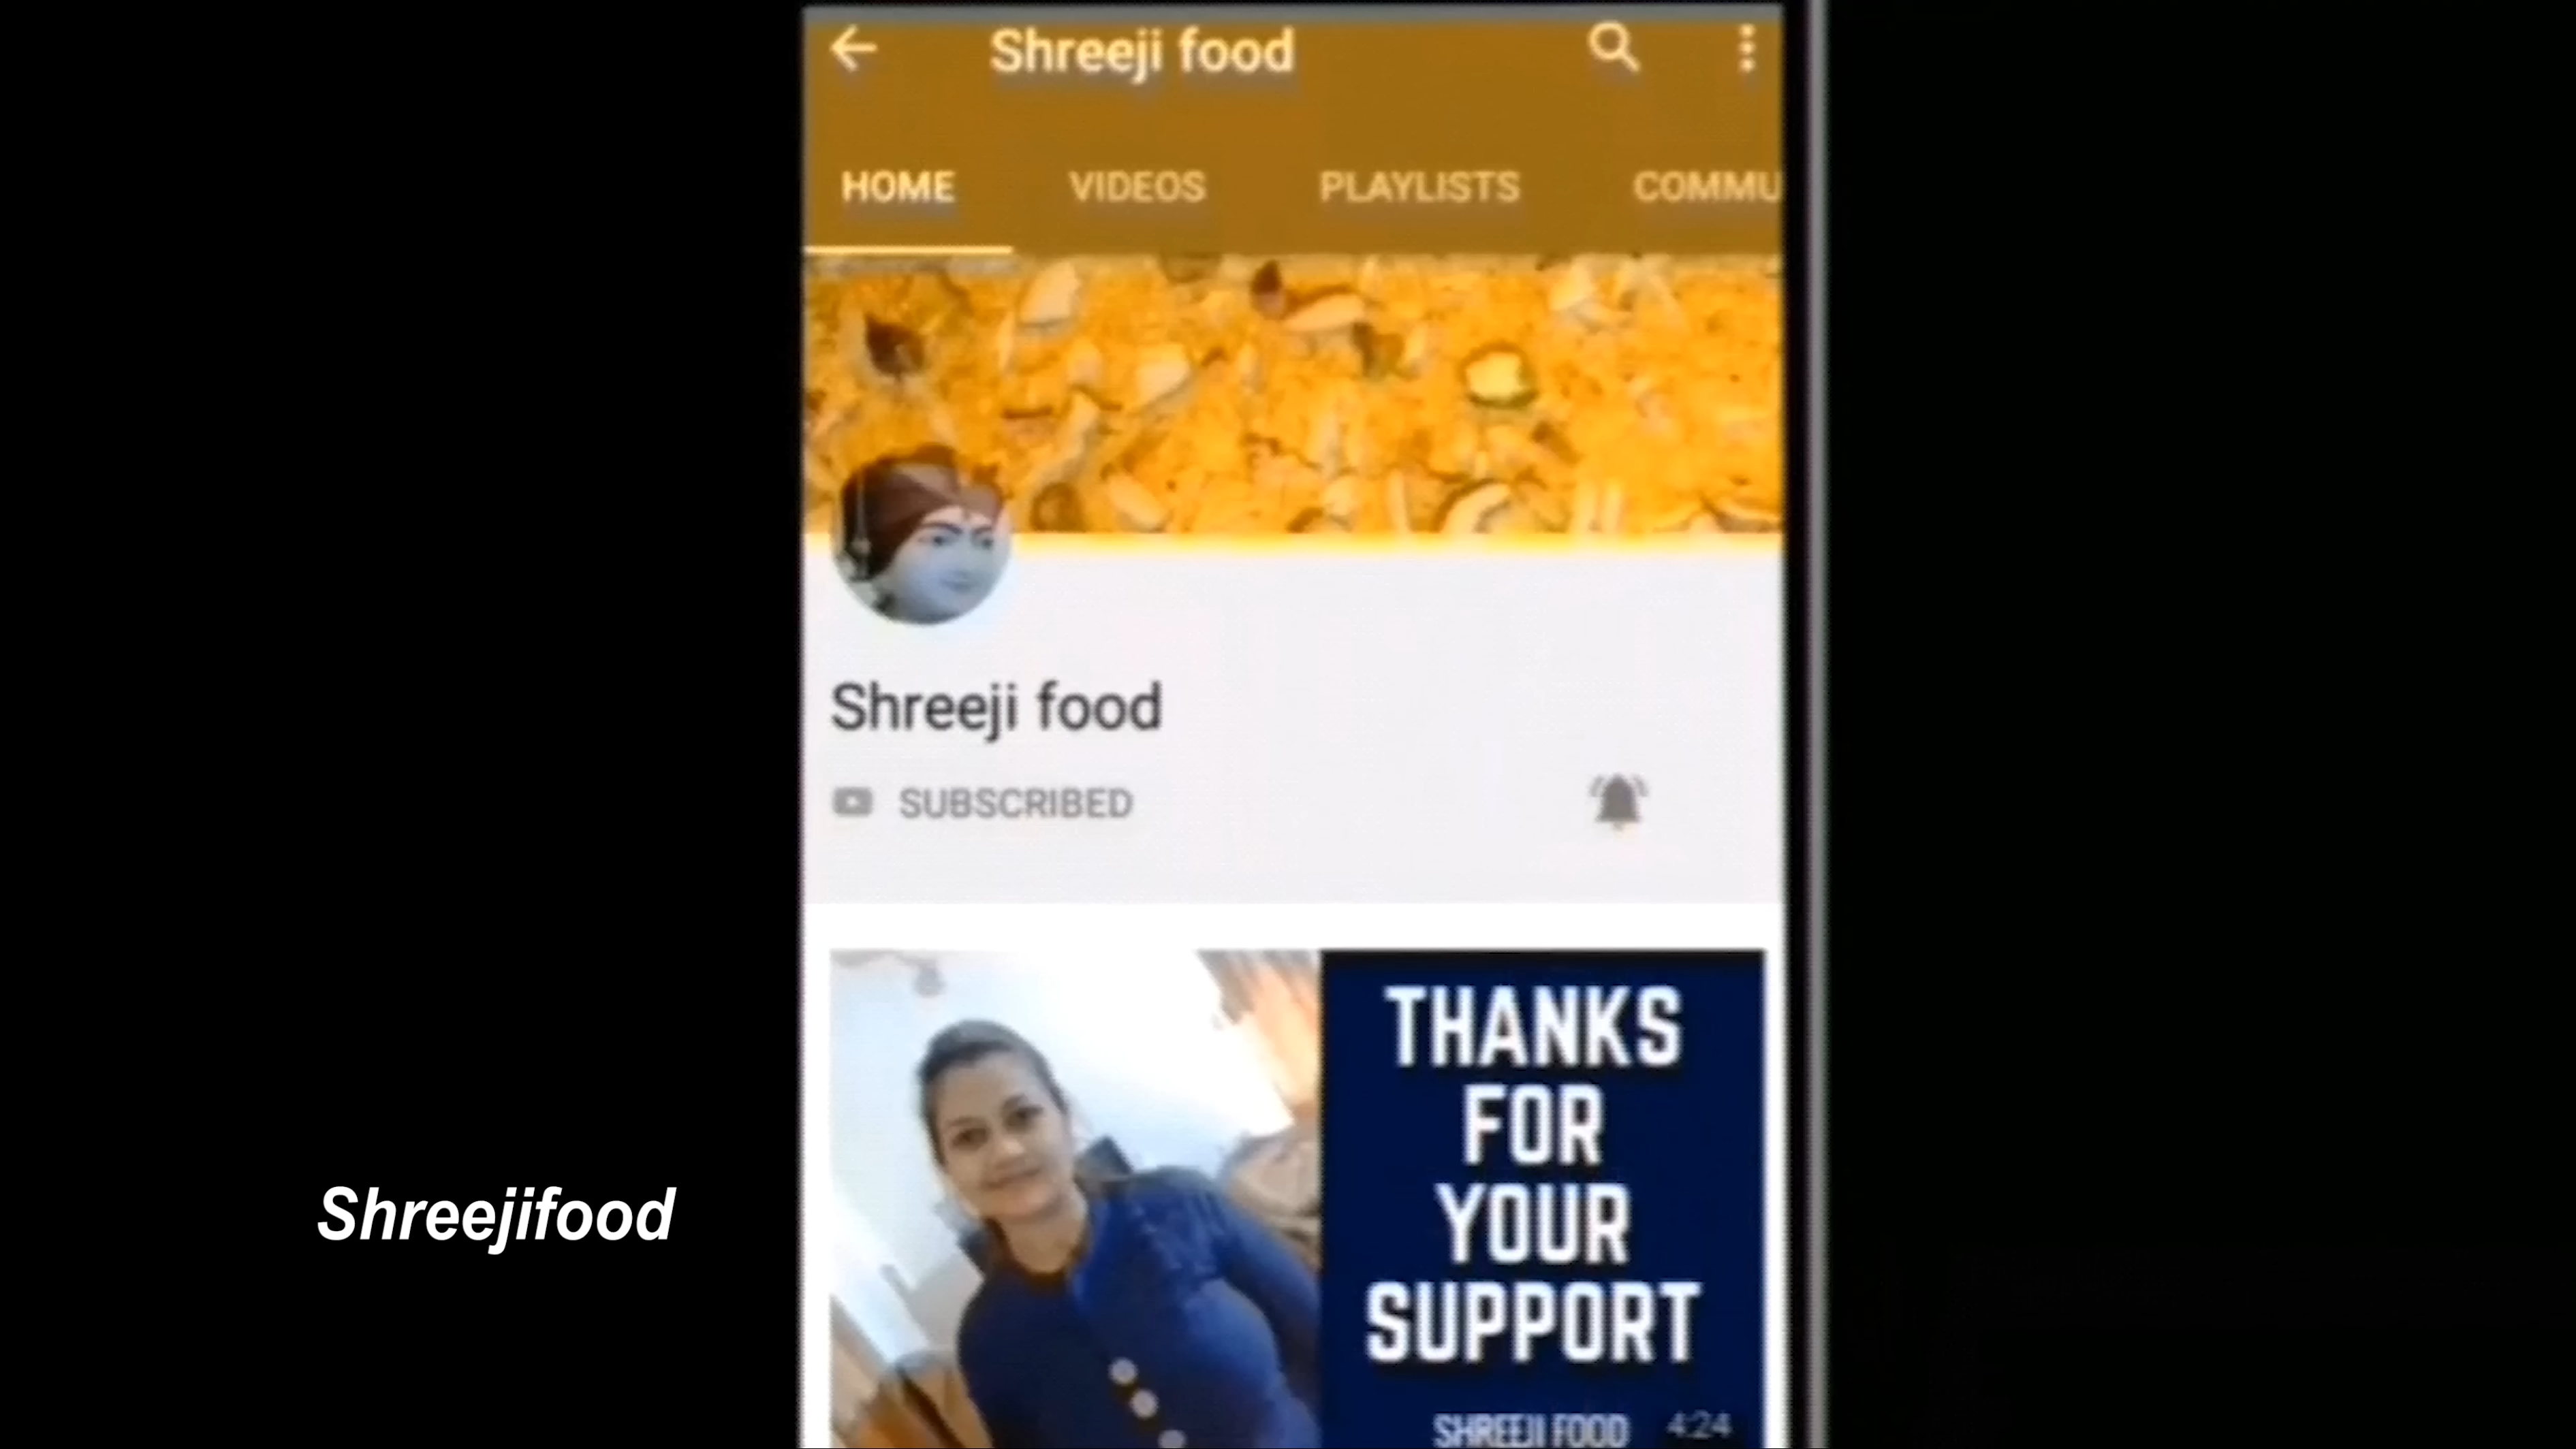 Shreeji food
HOME VIDEOS PLAYLISTS COMMU
Shreeji food
SUBSCRIBED
THANKS
FOR
YOUR
SUPPORT
SHREEJI FOOD 4:24
Shreejifood